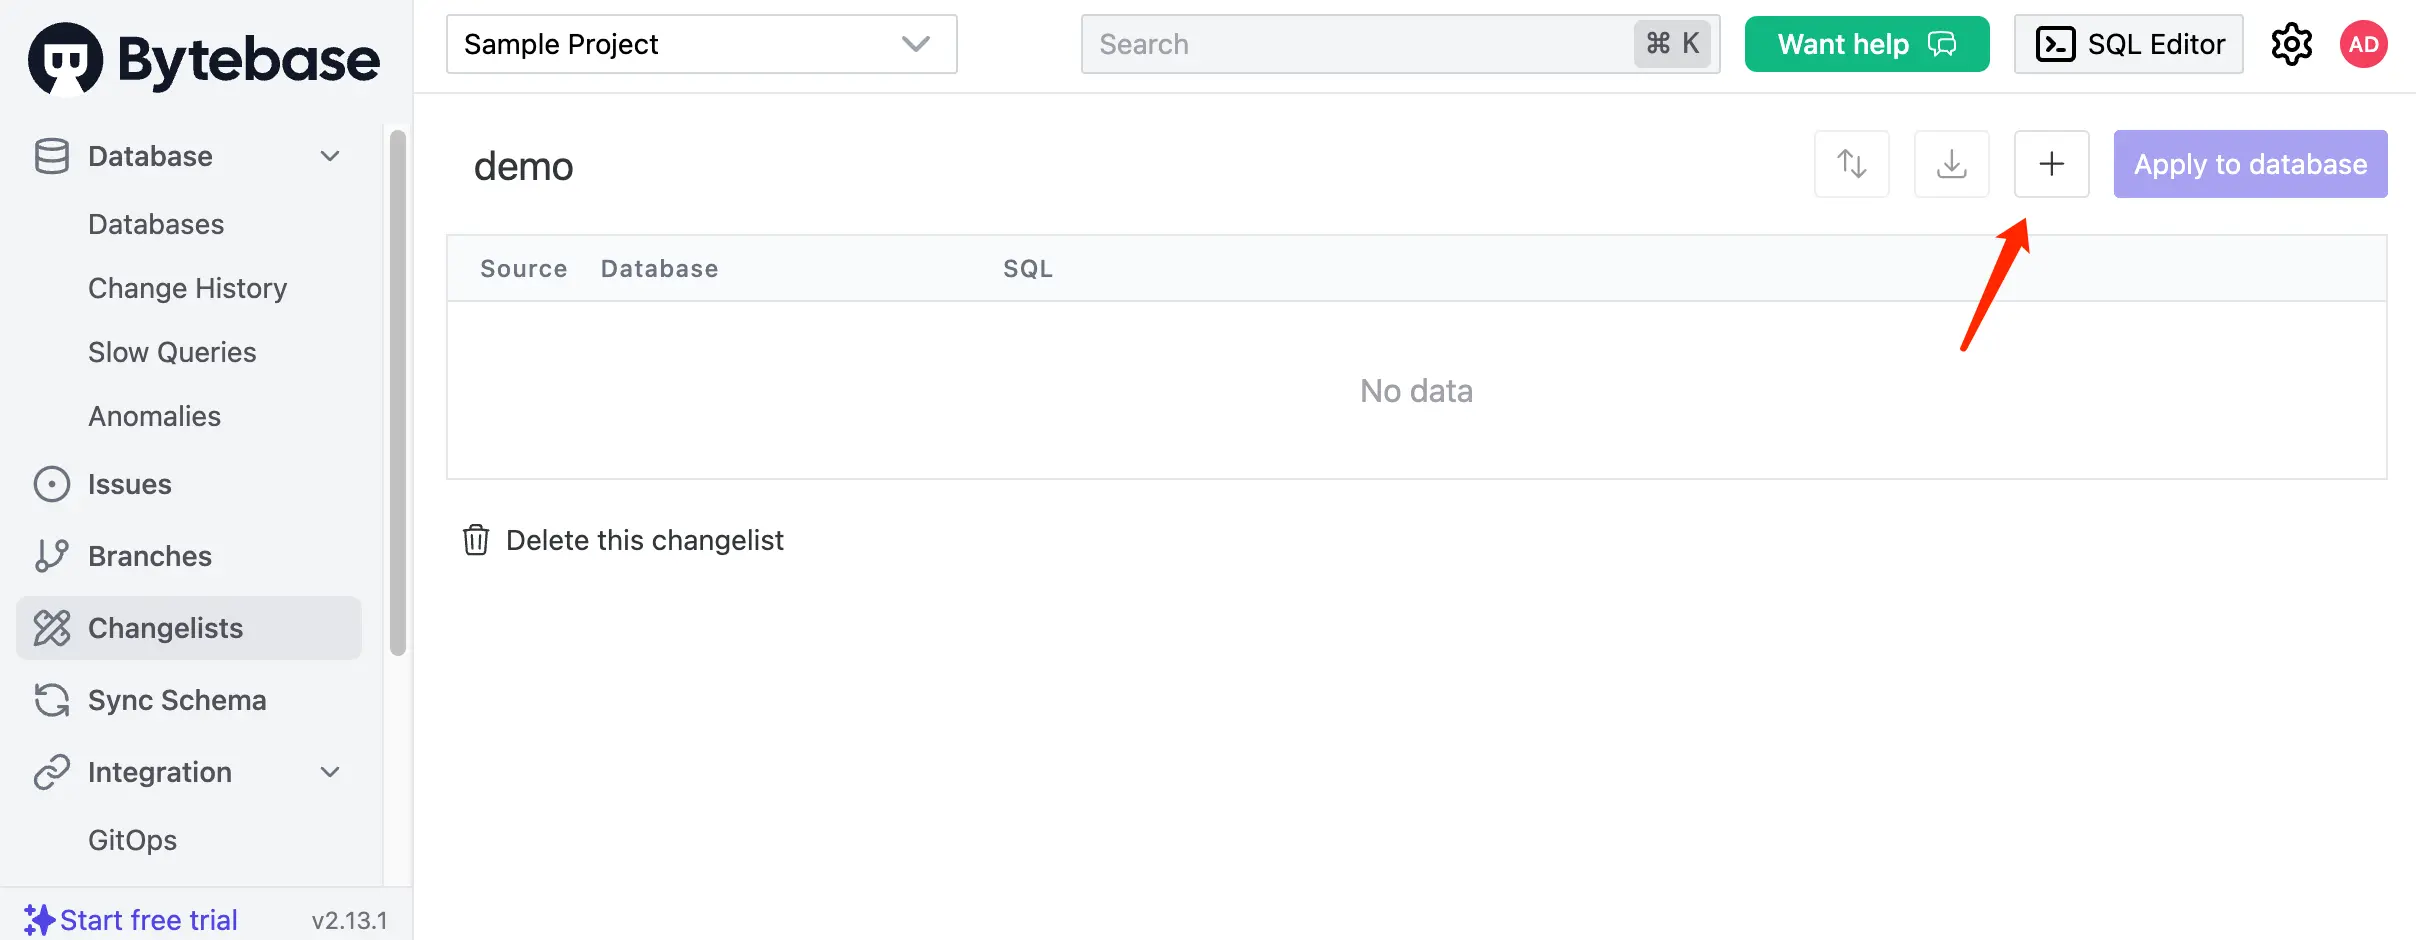 Bytebase
Sample Project
Search
⌘ K
Want help
SQL Editor
AD
Database
Databases
Change History
Slow Queries
Anomalies
Issues
Branches
Changelists
Sync Schema
Integration
GitOps
Start free trial
v2.13.1
demo
Apply to database
Source Database SQL
No data
Delete this changelist